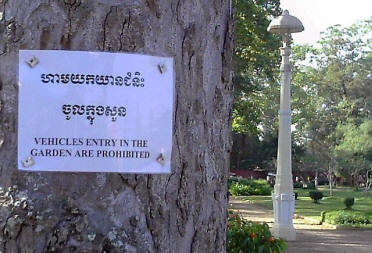 ហាមយកយានជំនិះ
ចូលក្នុងសួន
VEHICLES ENTRY IN THE
GARDEN ARE PROHIBITED